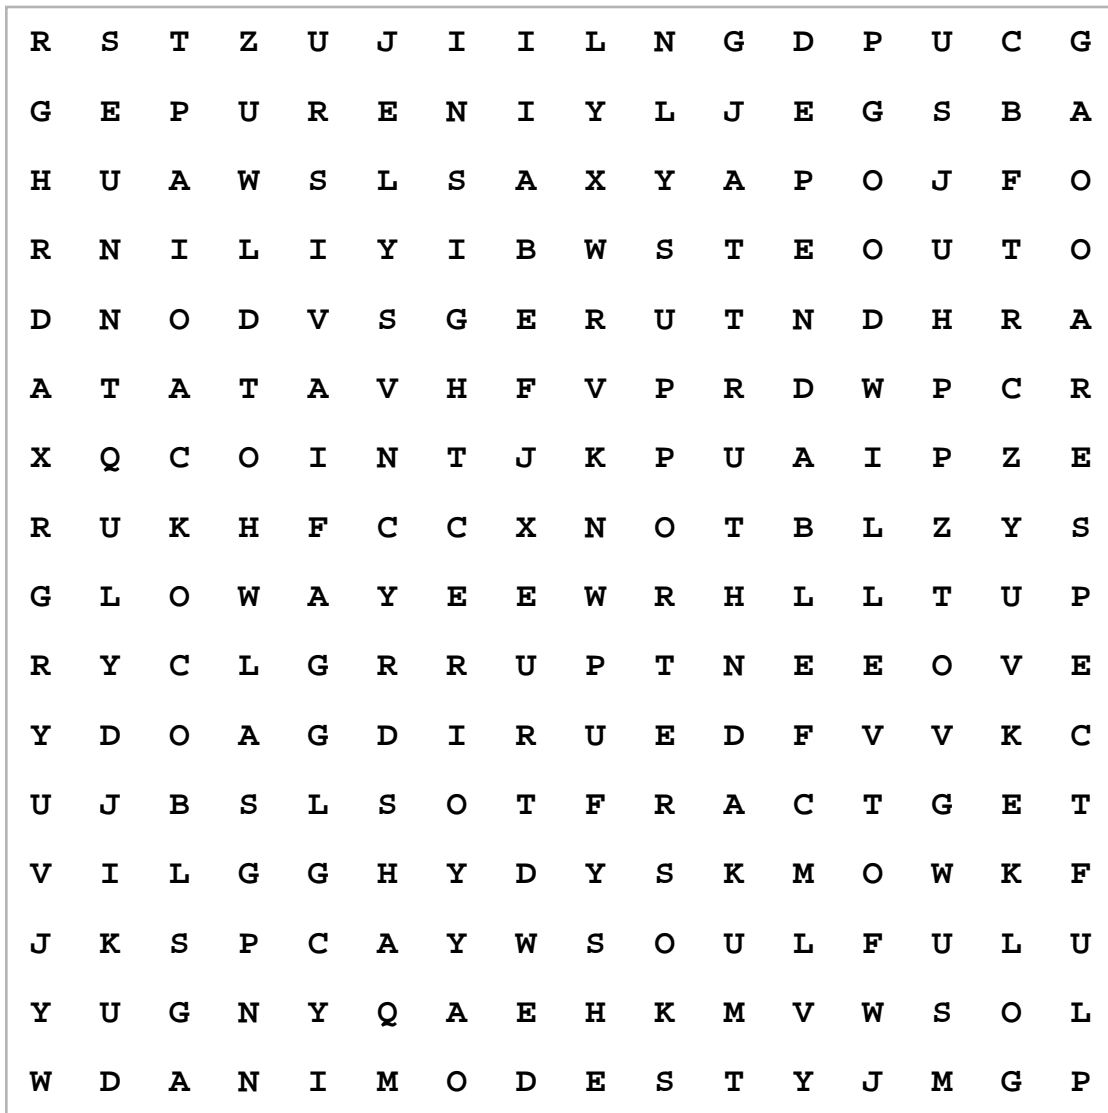 R S T Z U J I I L N G D P U C G
G E P U R E N I Y L J E G S B A
H U A W S L S A X Y A P O J F O
R N I L I Y I B W S T E O U T O
D N O D V S G E R U T N D H R A
A T A T A V H F V P R D W P C R
X Q C O I N T J K P U A I P Z E
R U K H F C C X N O T B L Z Y S
G L O W A Y E E W R H L L T U P
R Y C L G R R U P T N E E O V E
Y D O A G D I R U E D F V V K C
U J B S L S O T F R A C T G E T
V I L G G H Y D Y S K M O W K F
J K S P C A Y W S O U L F U L U
Y U G N Y Q A E H K M V W S O L
W D A N I M O D E S T Y J M G P